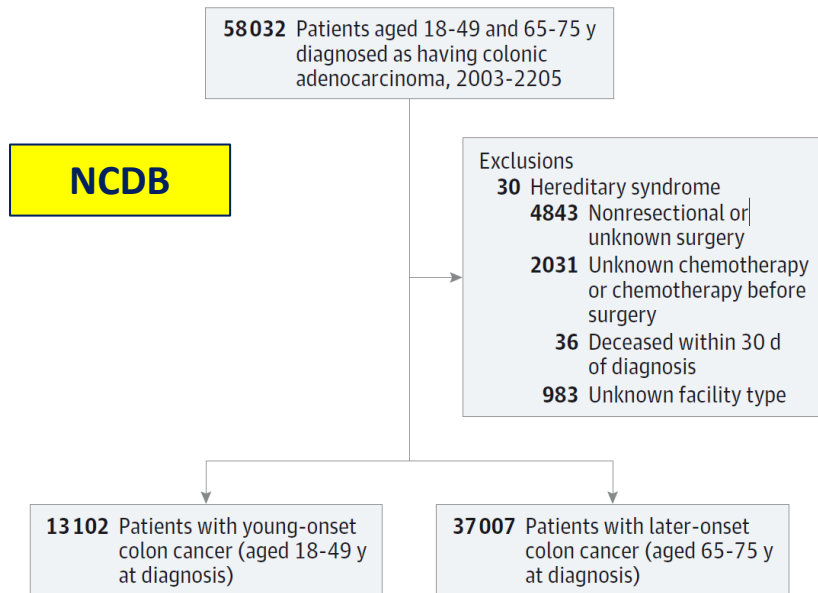 58032 Patients aged 18-49 and 65-75 y
diagnosed as having colonic
adenocarcinoma, 2003-2205
NCDB
Exclusions
30 Hereditary syndrome
4843 Nonresectional or
unknown surgery
2031 Unknown chemotherapy
or chemotherapy before
surgery
36 Deceased within 30 d
of diagnosis
983 Unknown facility type
13102 Patients with young-onset
colon cancer (aged 18-49 y
at diagnosis)
37007 Patients with later-onset
colon cancer (aged 65-75 y
at diagnosis)